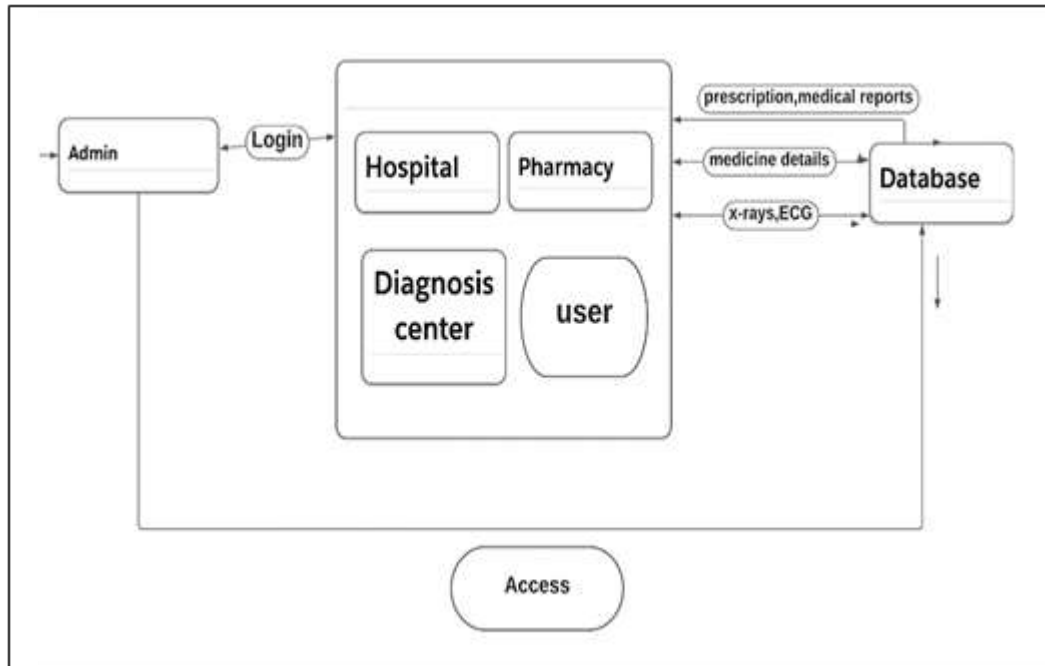 prescription,medical reports
Admin
Login
Hospital
Pharmacy
medicine details
Database
x-rays,ECG
Diagnosis
center
user
Access